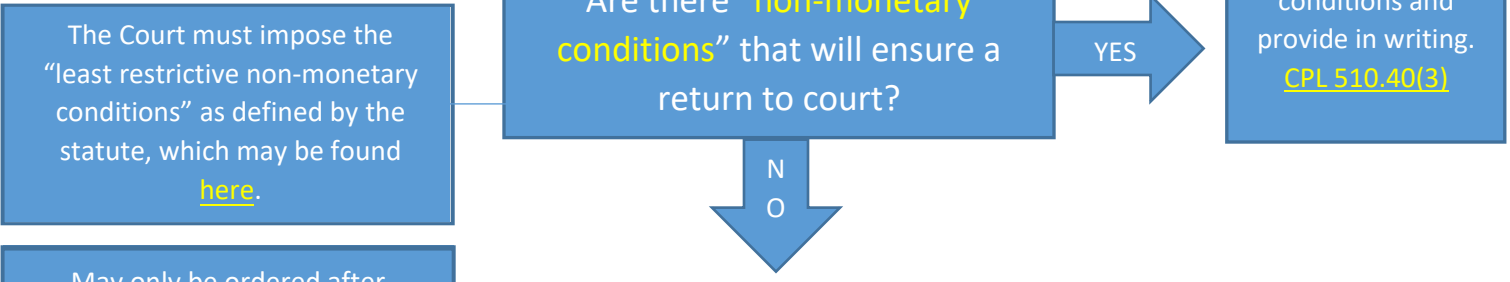 The Court must impose the
“least restrictive non-monetary
conditions” as defined by the
statute, which may be found
here.
Are there “non-monetary
conditions” that will ensure a
return to court?
YES
conditions and
provide in writing.
CPL 510.40(3)
N
O
May only be ordered after